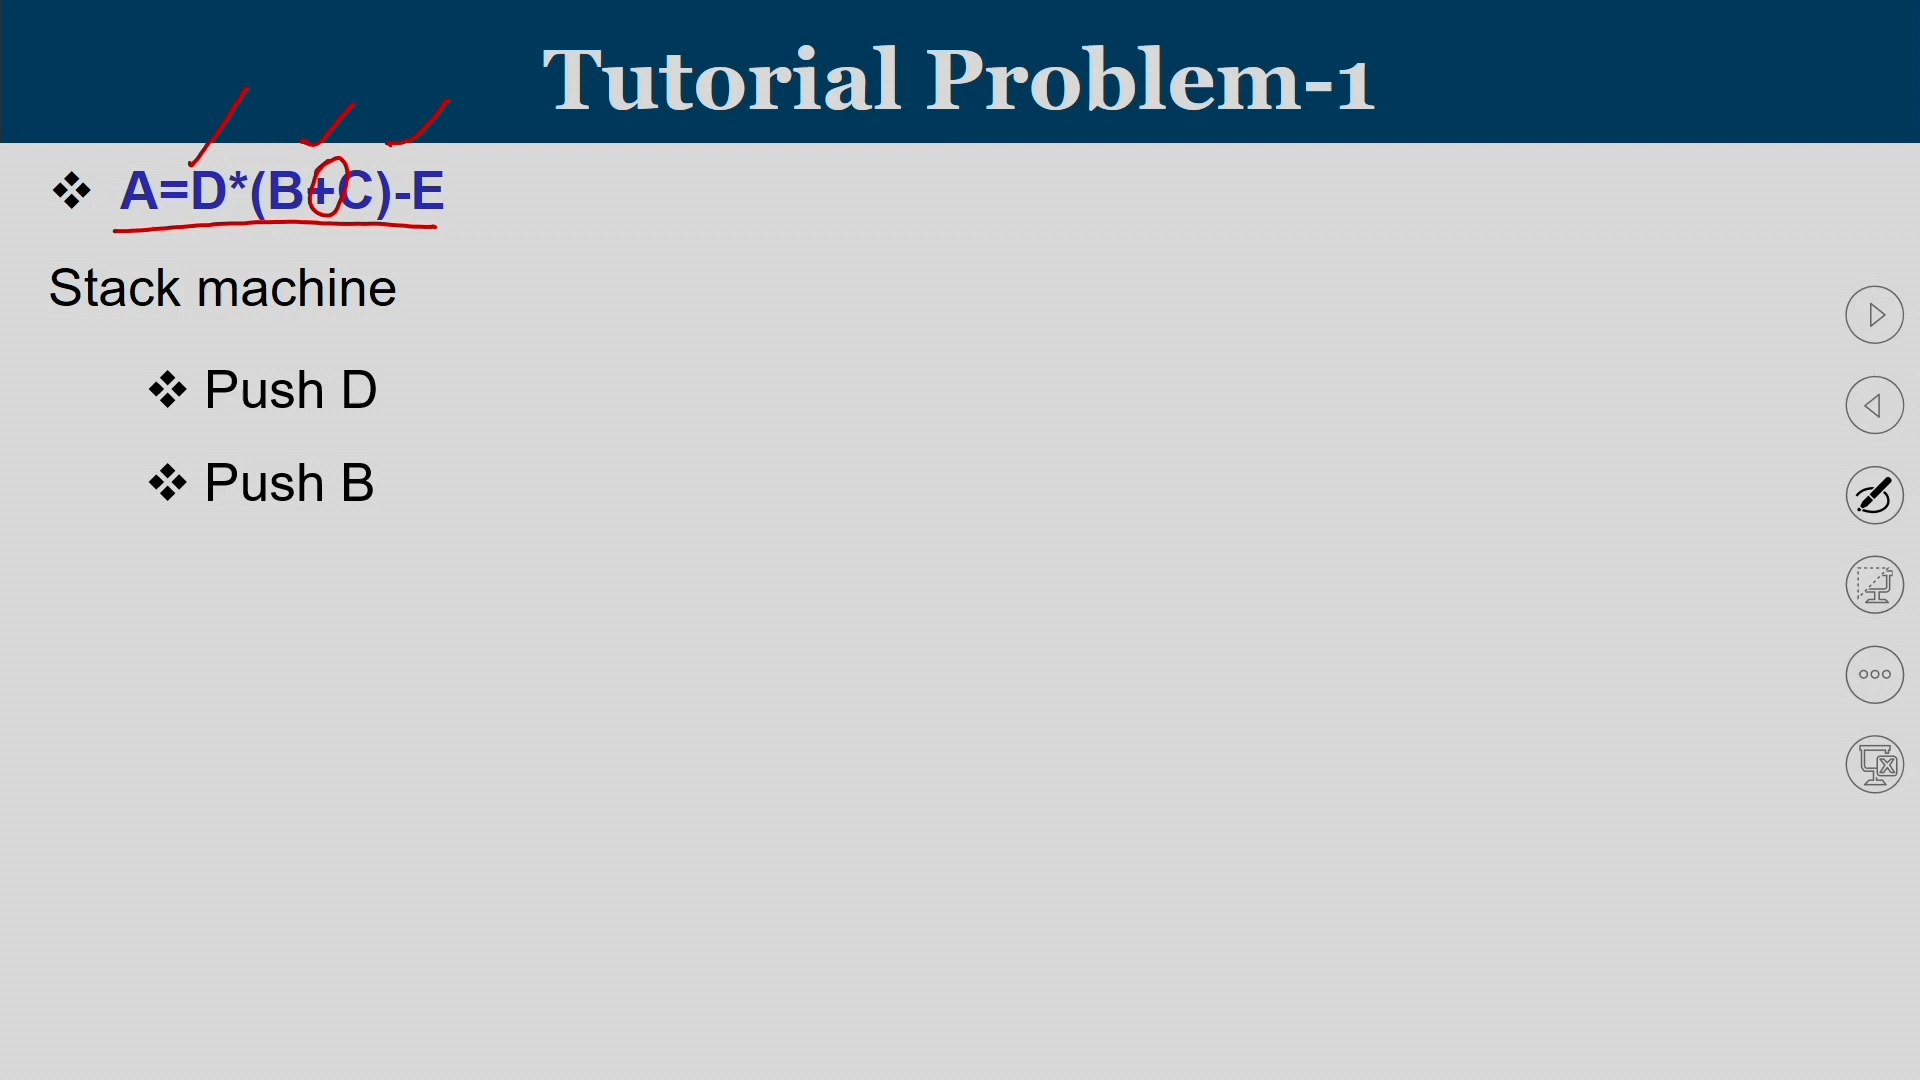 Tutorial Problem-1
❖ A=D*(B+C)-E
Stack machine
❖ Push D
❖ Push B